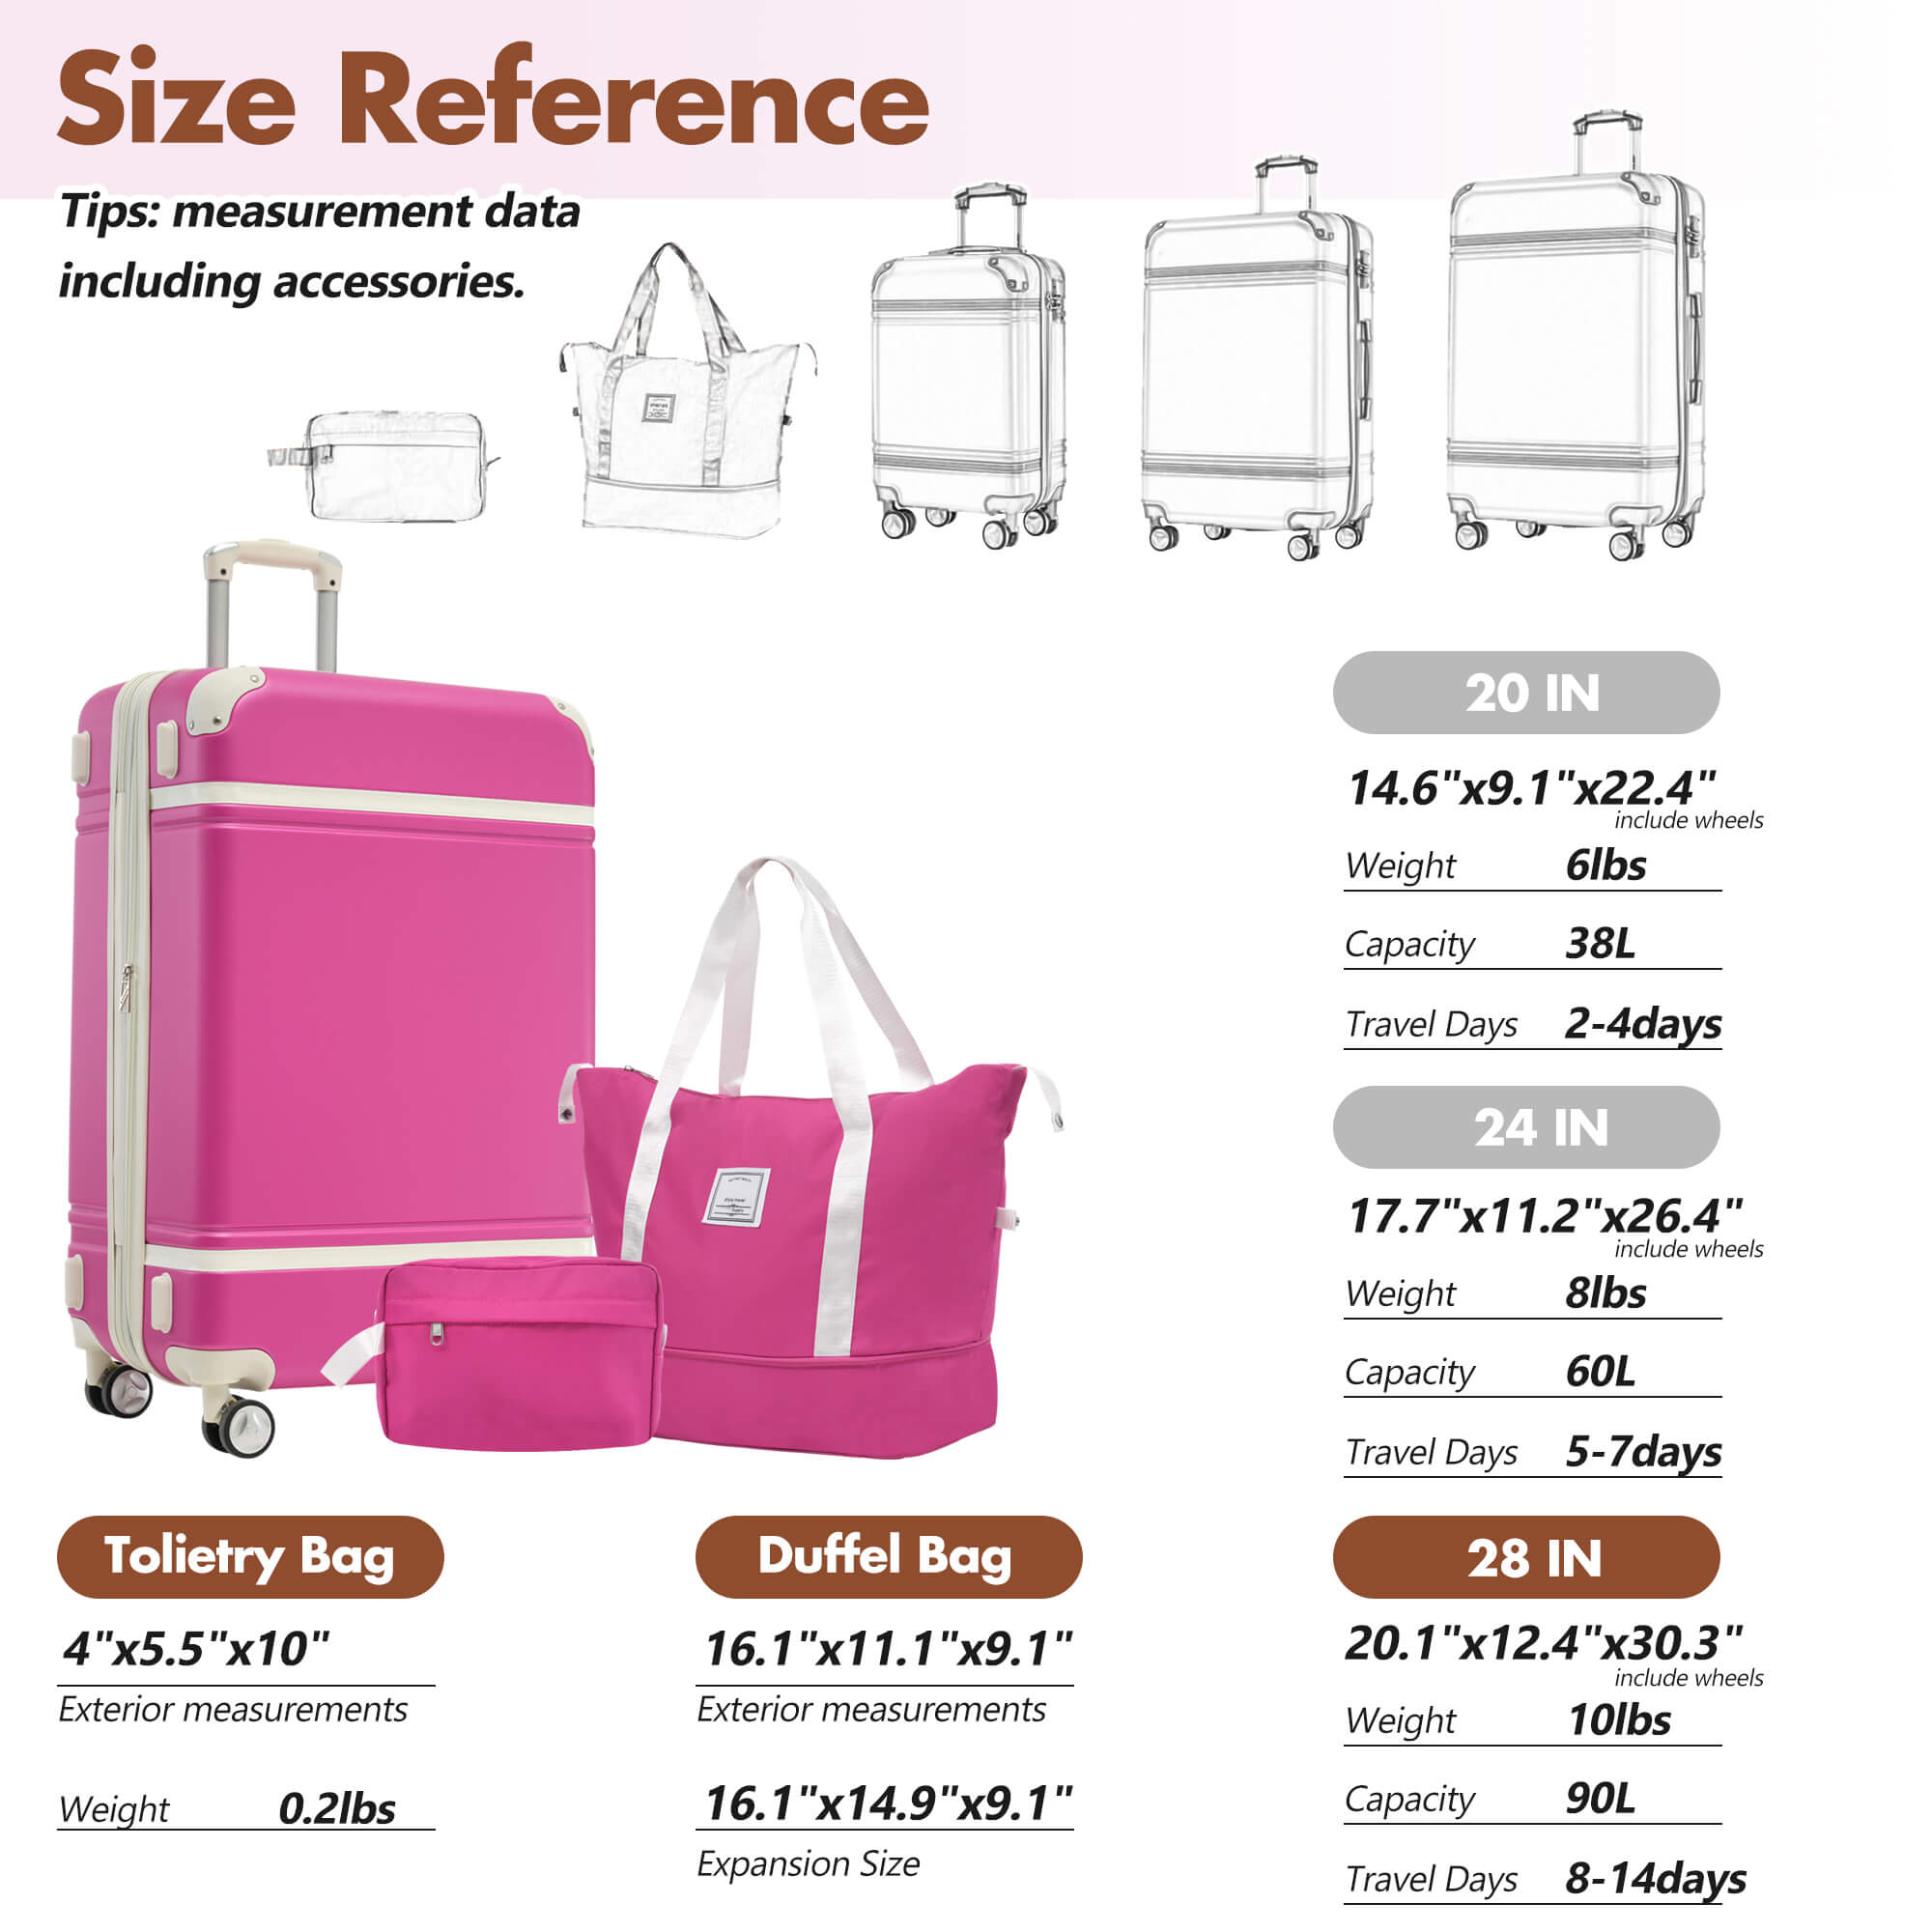 Size Reference
Tips: measurement data
including accessories.
20 IN
14.6"x9.1"x22.4"
include wheels
Weight 6lbs
Capacity 38L
Travel Days 2-4days
24 IN
17.7"x11.2"x26.4"
include wheels
Weight 8lbs
Capacity 60L
Travel Days 5-7days
Tolietry Bag
4"x5.5"x10"
Exterior measurements
Weight 0.2lbs
Duffel Bag
16.1"x11.1"x9.1"
Exterior measurements
16.1"x14.9"x9.1"
Expansion Size
28 IN
20.1"x12.4"x30.3"
include wheels
Weight 10lbs
Capacity 90L
Travel Days 8-14days